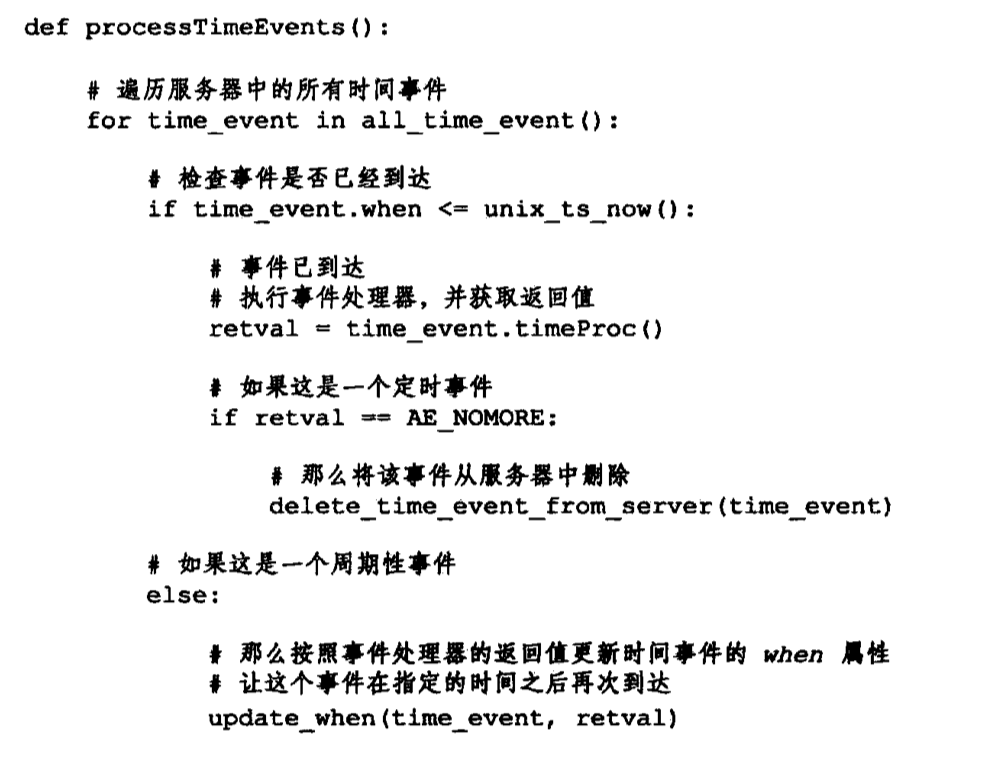 def processTimeEvents():
    # 遍历服务器中的所有时间事件
    for time_event in all_time_event():
        # 检查事件是否已经到达
        if time_event.when <= unix_ts_now():
            # 事件已到达
            # 执行事件处理器，并获取返回值
            retval = time_event.timeProc()
            # 如果这是一个定时事件
            if retval == AE_NOMORE:
                # 那么将该事件从服务器中删除
                delete_time_event_from_server(time_event)
        # 如果这是一个周期性事件
        else:
            # 那么按照事件处理器的返回值更新时间事件的 when 属性
            # 让这个事件在指定的时间之后再次到达
            update_when(time_event, retval)